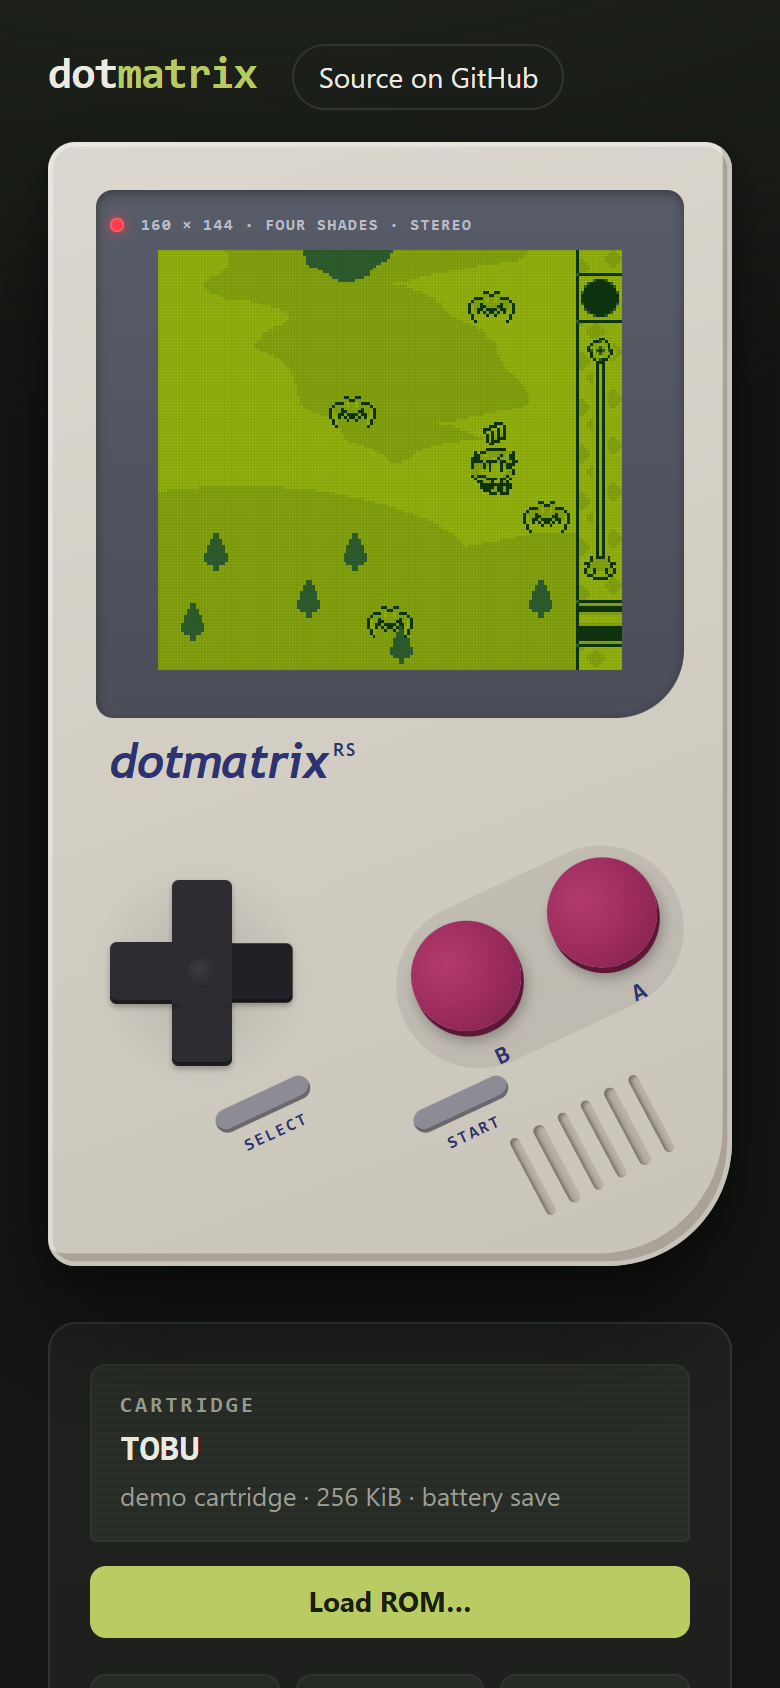 dotmatrix
Source on GitHub
160 × 144 · FOUR SHADES · STEREO
dotmatrix RS
A
B
SELECT
START
CARTRIDGE
TOBU
demo cartridge · 256 KiB · battery save
Load ROM...